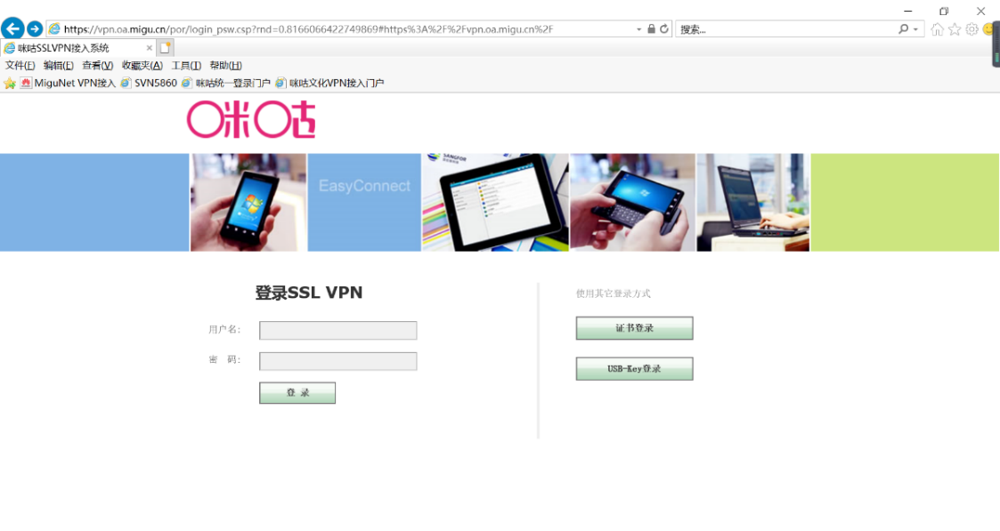 https://vpn.oa.migu.cn/por/login_psw.csp?rnd=0.8166066422749869#https%3A%2F%2Fvpn.oa.migu.cn%2F
搜索...
咪咕SSLVPN接入系统
文件(F) 编辑(E) 查看(V) 收藏夹(A) 工具(T) 帮助(H)
MiguNet VPN接入 SVN5860 咪咕统一登录门户 咪咕文化VPN接入门户
咪咕
EasyConnect
SANGFOR
登录SSL VPN
使用其它登录方式
用户名:
证书登录
密 码:
USB-Key登录
登 录